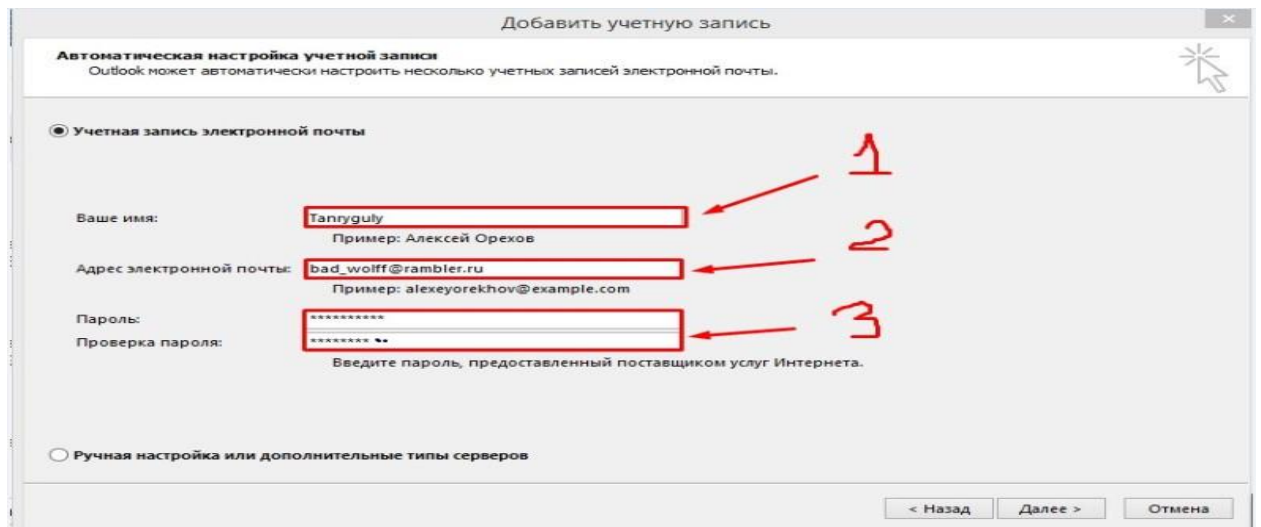 Добавить учетную запись
Автоматическая настройка учетной записи
Outlook может автоматически настроить несколько учетных записей электронной почты.
Учетная запись электронной почты
1
Ваше имя: Tanryguly
Пример: Алексей Орехов
2
Адрес электронной почты: bad_wolff@rambler.ru
Пример: alexeyorekhov@example.com
Пароль: **********
3
Проверка пароля: ********
Введите пароль, предоставленный поставщиком услуг Интернета.
Ручная настройка или дополнительные типы серверов
< Назад Далее > Отмена